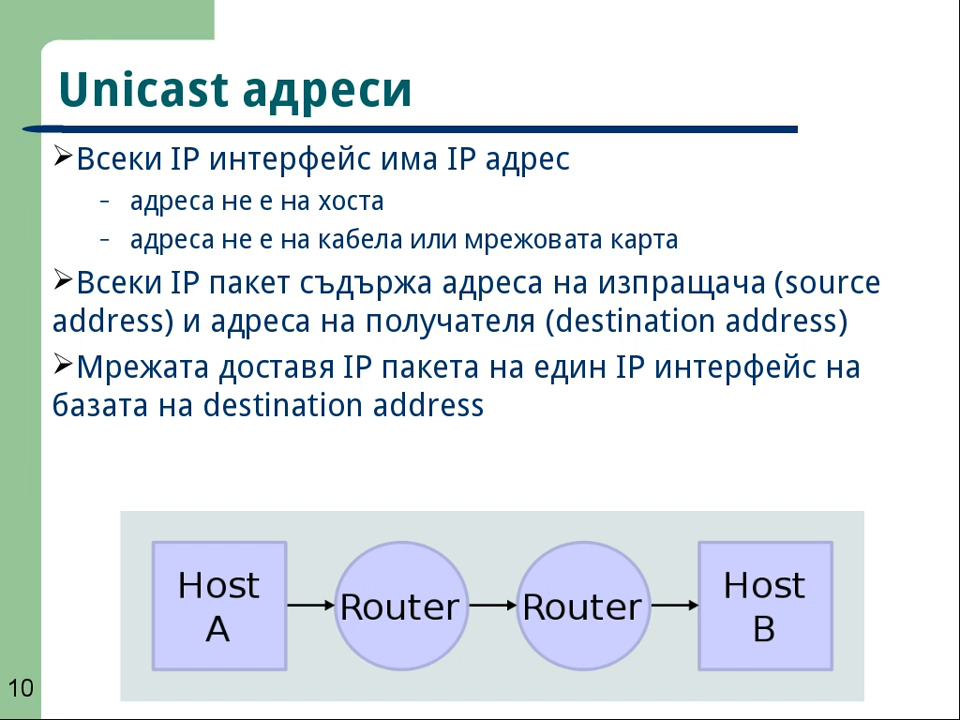 Unicast адреси
➢Всеки IP интерфейс има IP адрес
– адреса не е на хоста
– адреса не е на кабела или мрежовата карта
➢Всеки IP пакет съдържа адреса на изпращача (source
address) и адреса на получателя (destination address)
➢Мрежата доставя IP пакета на един IP интерфейс на
базата на destination address
Host
A
Router
Router
Host
B
10